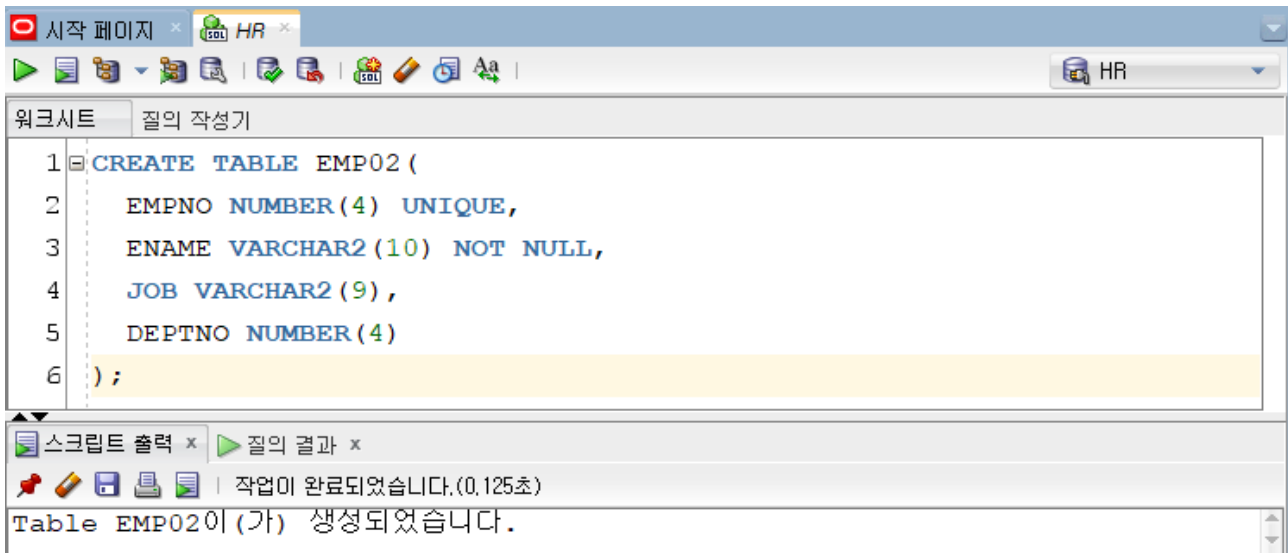 시작 페이지 HR
HR
워크시트 질의 작성기
1 CREATE TABLE EMP02(
2 EMPNO NUMBER(4) UNIQUE,
3 ENAME VARCHAR2(10) NOT NULL,
4 JOB VARCHAR2(9),
5 DEPTNO NUMBER(4)
6 );
스크립트 출력 x 질의 결과 x
작업이 완료되었습니다.(0.125초)
Table EMP02이(가) 생성되었습니다.